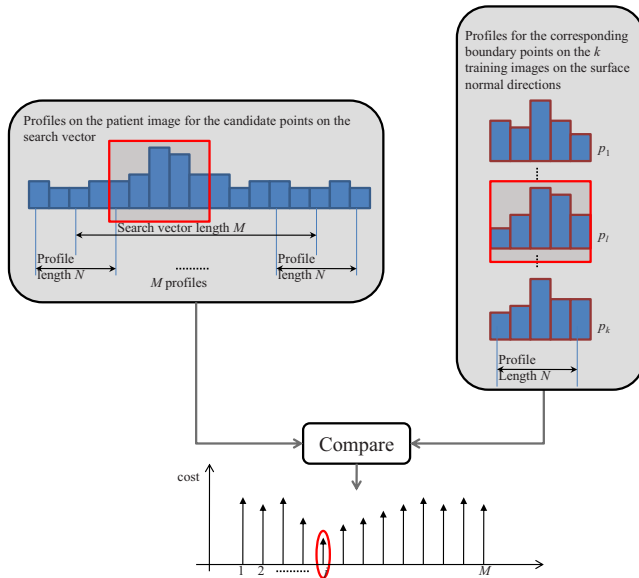 Profiles for the corresponding
boundary points on the k
training images on the surface
normal directions
p1
p_l
pk
Profile
Length N
Profiles on the patient image for the candidate points on the
search vector
Search vector length M
Profile
length N
M profiles
Profile
length N
Compare
cost
1 2 M